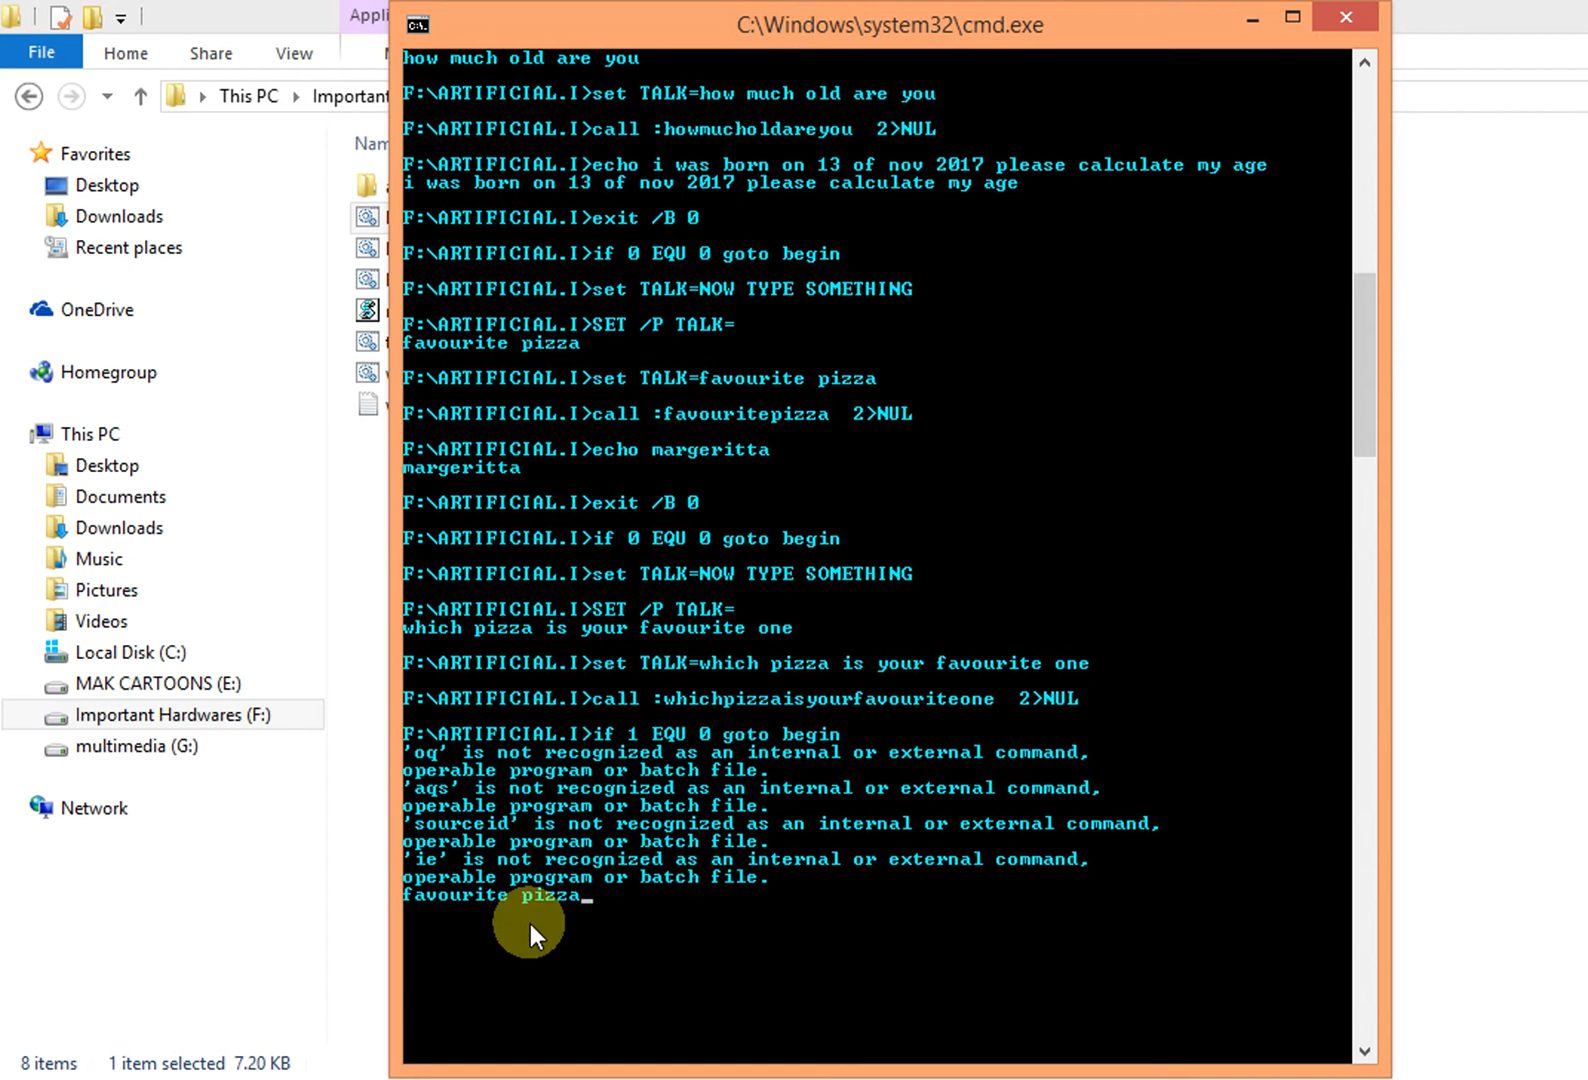 Appli
C:\Windows\system32\cmd.exe
File
Home
Share
View
This PC
Important
Nam
Favorites
Desktop
Downloads
Recent places
OneDrive
Homegroup
This PC
Desktop
Documents
Downloads
Music
Pictures
Videos
Local Disk (C:)
MAK CARTOONS (E:)
Important Hardwares (F:)
multimedia (G:)
Network
8 items 1 item selected 7.20 KB
how much old are you
F:\ARTIFICIAL.I>set TALK=how much old are you
F:\ARTIFICIAL.I>call :howmucholdareyou  2>NUL
F:\ARTIFICIAL.I>echo i was born on 13 of nov 2017 please calculate my age
i was born on 13 of nov 2017 please calculate my age
F:\ARTIFICIAL.I>exit /B 0
F:\ARTIFICIAL.I>if 0 EQU 0 goto begin
F:\ARTIFICIAL.I>set TALK=NOW TYPE SOMETHING
F:\ARTIFICIAL.I>SET /P TALK=
favourite pizza
F:\ARTIFICIAL.I>set TALK=favourite pizza
F:\ARTIFICIAL.I>call :favouritepizza  2>NUL
F:\ARTIFICIAL.I>echo margeritta
margeritta
F:\ARTIFICIAL.I>exit /B 0
F:\ARTIFICIAL.I>if 0 EQU 0 goto begin
F:\ARTIFICIAL.I>set TALK=NOW TYPE SOMETHING
F:\ARTIFICIAL.I>SET /P TALK=
which pizza is your favourite one
F:\ARTIFICIAL.I>set TALK=which pizza is your favourite one
F:\ARTIFICIAL.I>call :whichpizzaisyourfavouriteone  2>NUL
F:\ARTIFICIAL.I>if 1 EQU 0 goto begin
'oq' is not recognized as an internal or external command,
operable program or batch file.
'aqs' is not recognized as an internal or external command,
operable program or batch file.
'sourceid' is not recognized as an internal or external command,
operable program or batch file.
'ie' is not recognized as an internal or external command,
operable program or batch file.
favourite pizza_